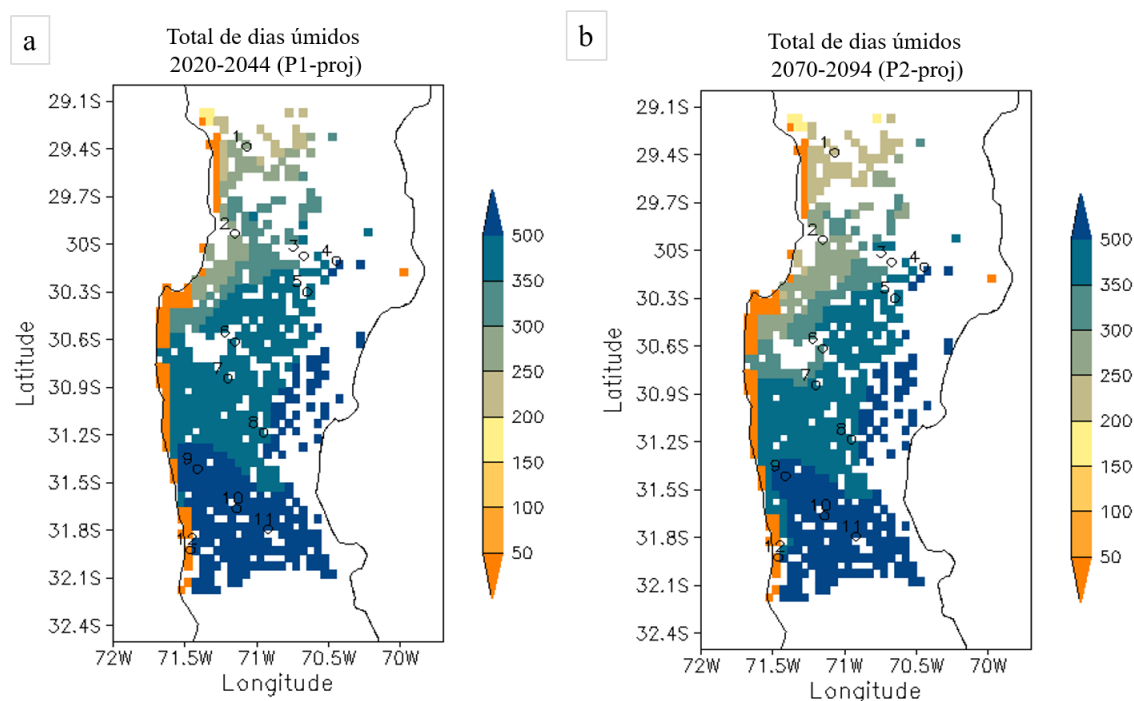 a
Total de dias úmidos
2020-2044 (P1-proj)
29.1S
29.4S
29.7S
30S
30.3S
30.6S
30.9S
31.2S
31.5S
31.8S
32.1S
32.4S
Latitude
72W
71.5W
71W
70.5W
70W
Longitude
1
2
3
4
5
6
7
8
9
10
11
12
500
350
300
250
200
150
100
50
b
Total de dias úmidos
2070-2094 (P2-proj)
29.1S
29.4S
29.7S
30S
30.3S
30.6S
30.9S
31.2S
31.5S
31.8S
32.1S
32.4S
Latitude
72W
71.5W
71W
70.5W
70W
Longitude
1
2
3
4
5
6
7
8
9
10
11
12
500
350
300
250
200
150
100
50